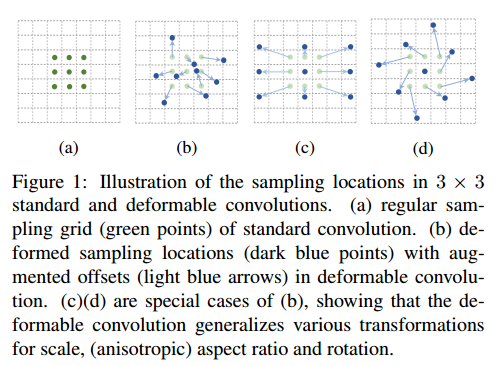 (a) (b) (c) (d)
Figure 1: Illustration of the sampling locations in 3 × 3
standard and deformable convolutions. (a) regular sam-
pling grid (green points) of standard convolution. (b) de-
formed sampling locations (dark blue points) with aug-
mented offsets (light blue arrows) in deformable convolu-
tion. (c)(d) are special cases of (b), showing that the de-
formable convolution generalizes various transformations
for scale, (anisotropic) aspect ratio and rotation.